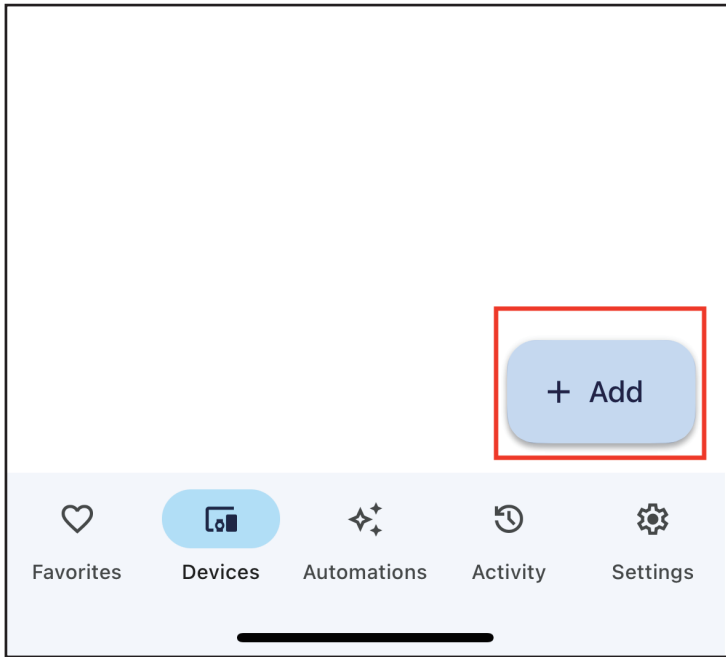 + Add
Favorites
Devices
Automations
Activity
Settings